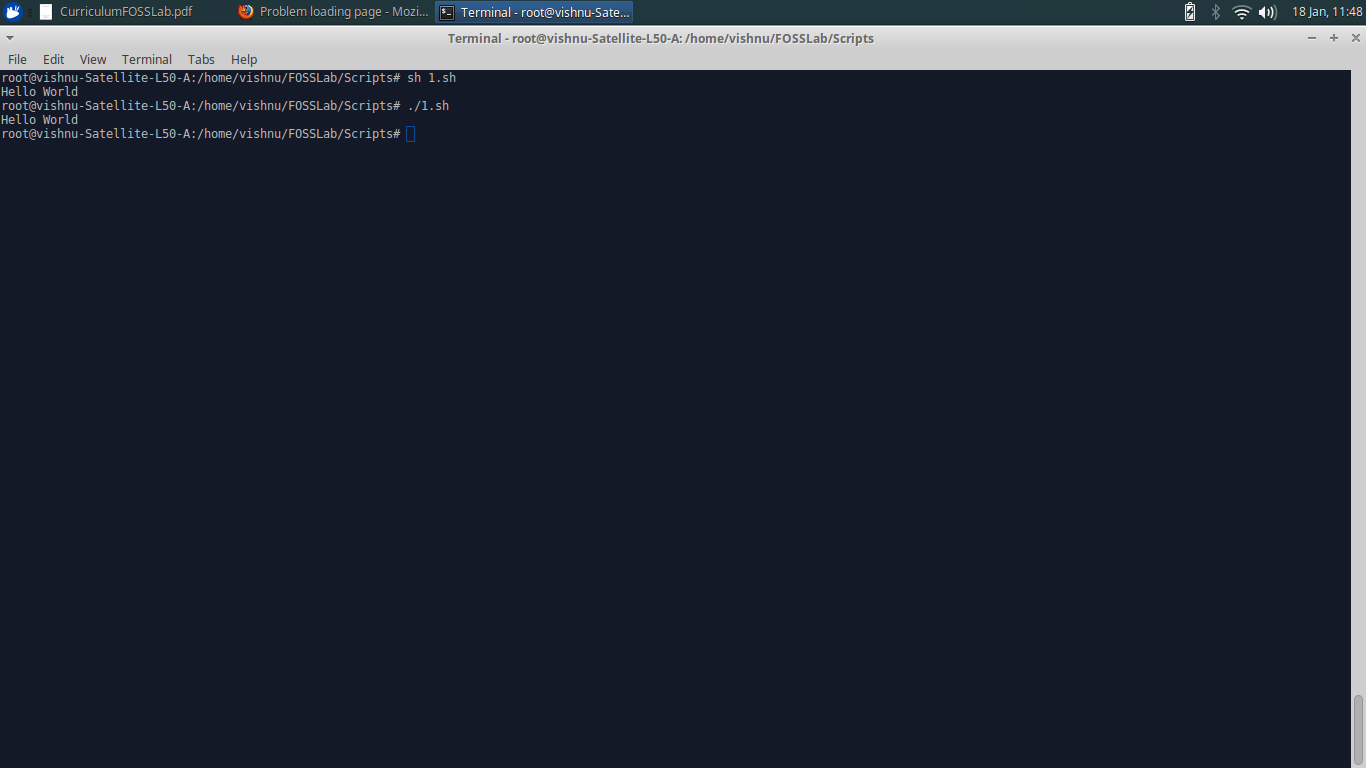 CurriculumFOSSLab.pdf Problem loading page - Mozi... Terminal - root@vishnu-Sate... 18 Jan, 11:48
Terminal - root@vishnu-Satellite-L50-A: /home/vishnu/FOSSLab/Scripts
File Edit View Terminal Tabs Help
root@vishnu-Satellite-L50-A:/home/vishnu/FOSSLab/Scripts# sh 1.sh
Hello World
root@vishnu-Satellite-L50-A:/home/vishnu/FOSSLab/Scripts# ./1.sh
Hello World
root@vishnu-Satellite-L50-A:/home/vishnu/FOSSLab/Scripts#